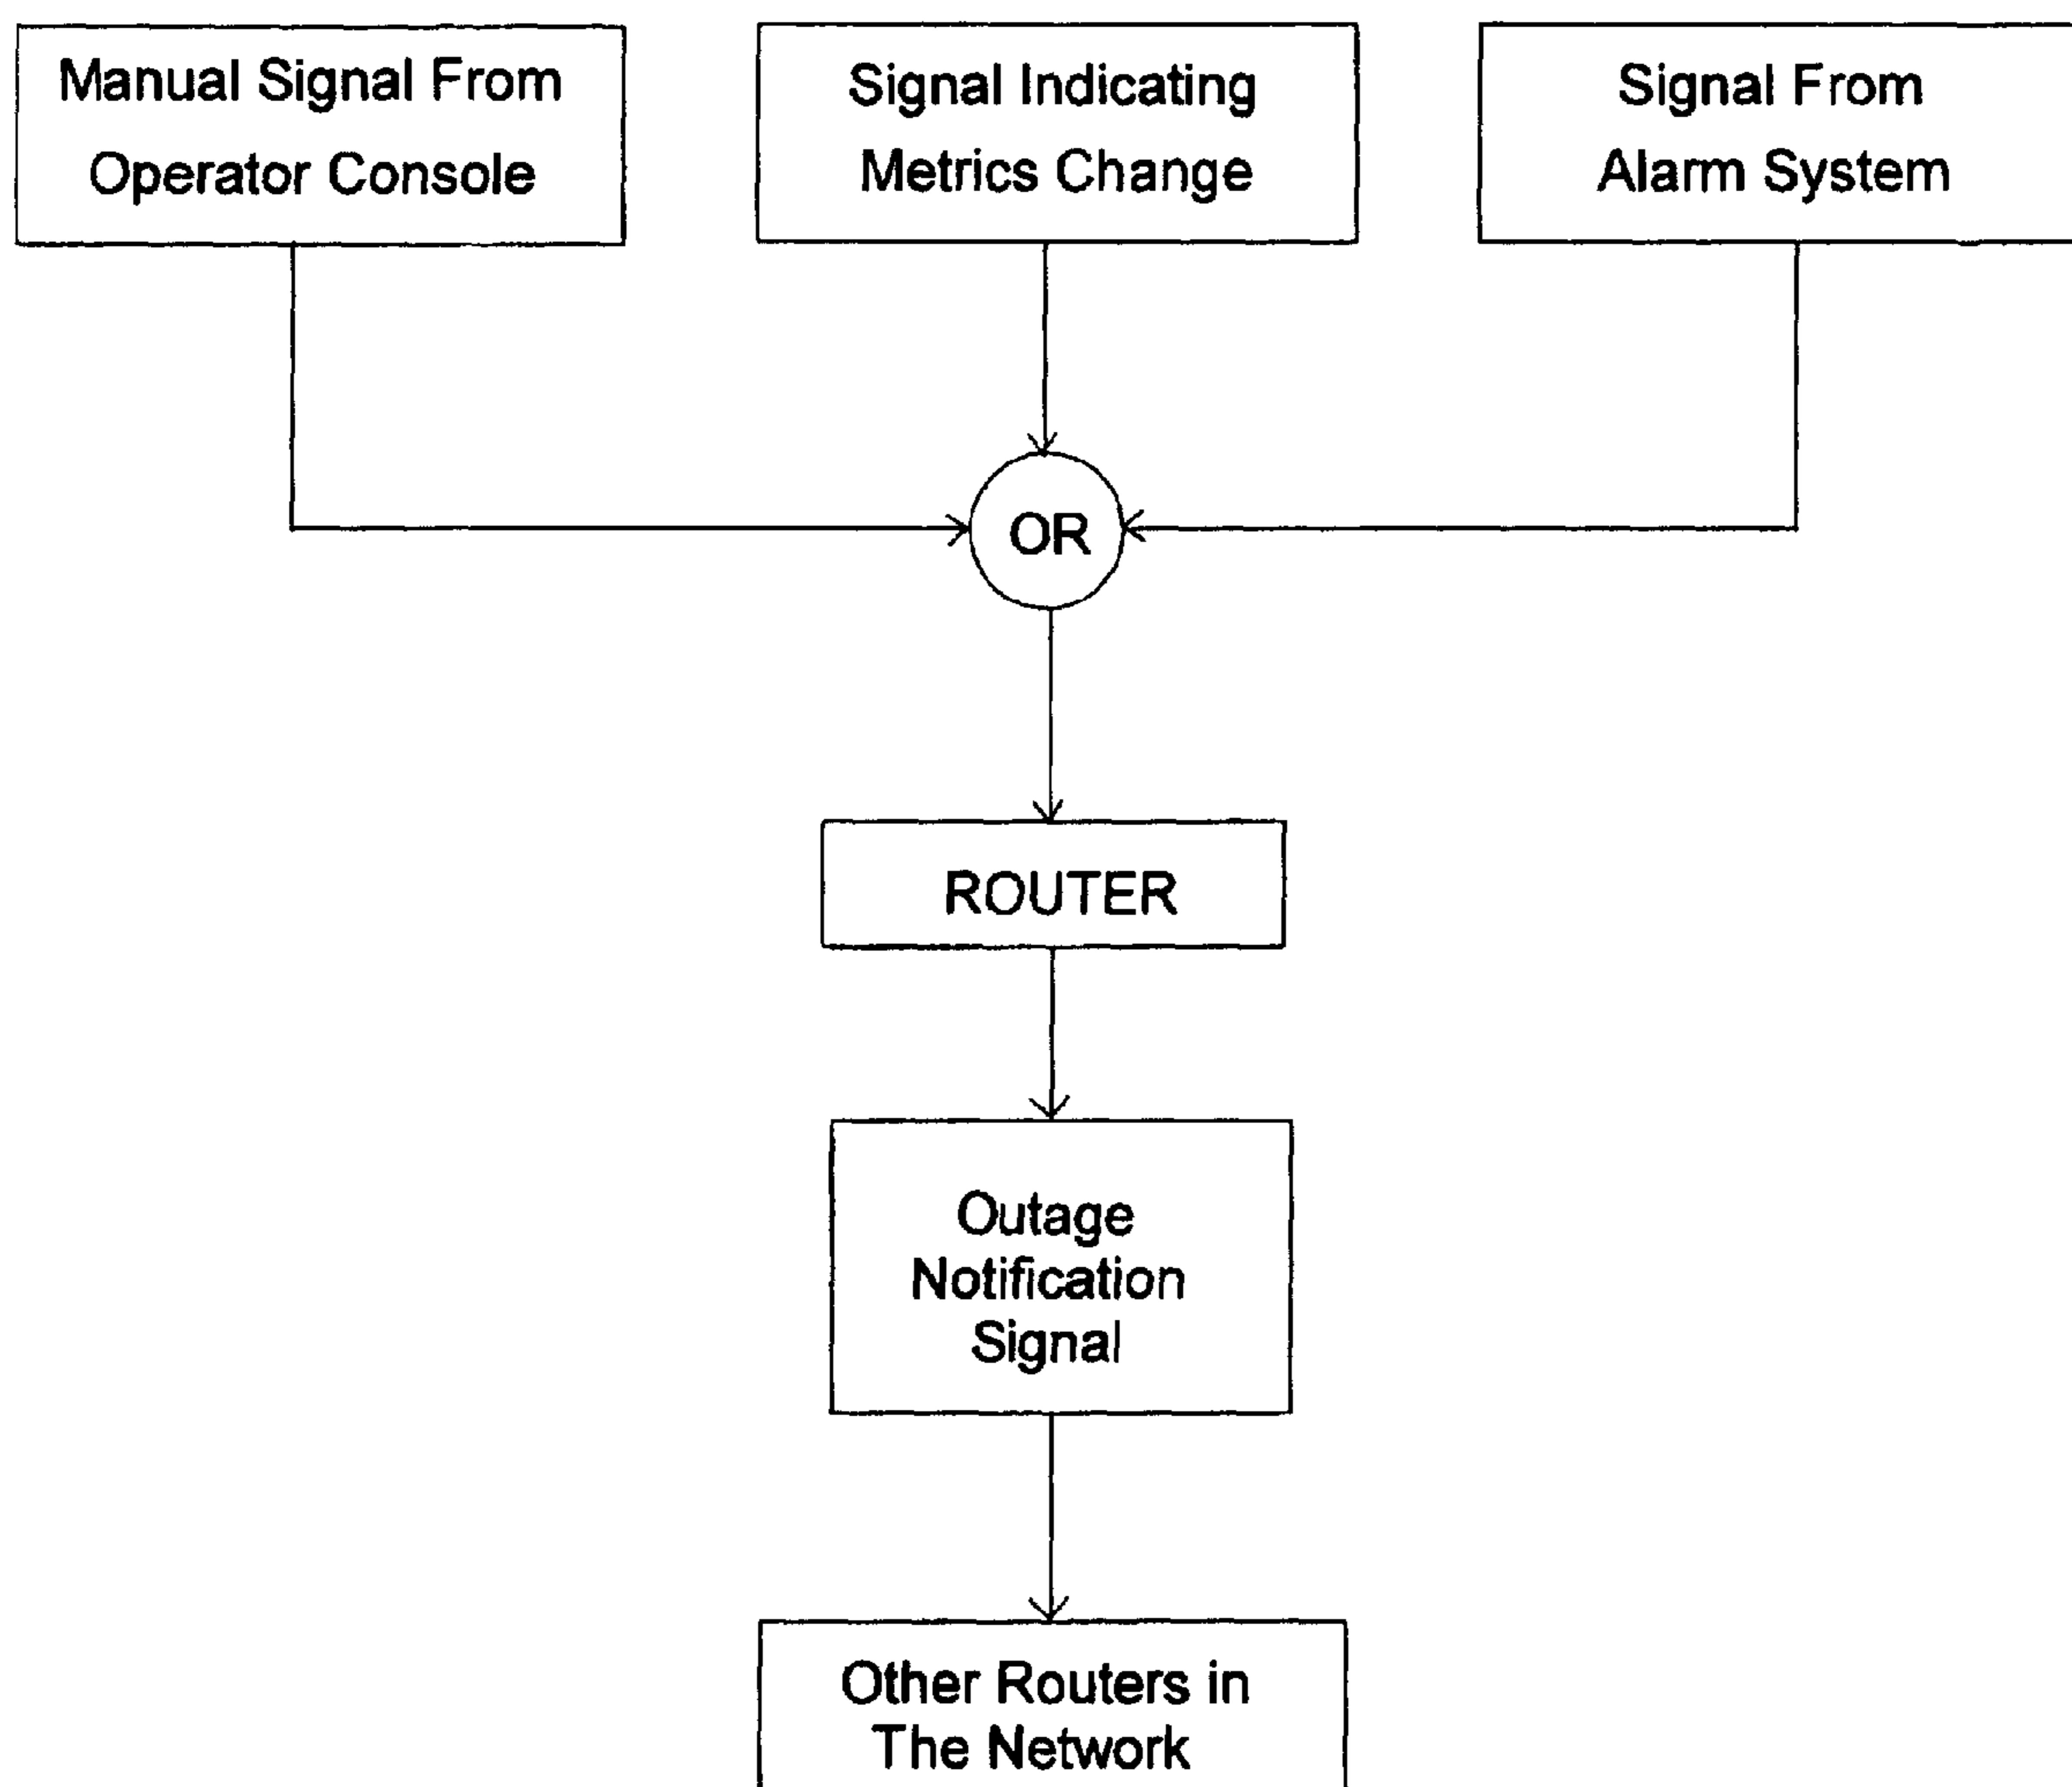 Manual Signal From
Operator Console
Signal Indicating
Metrics Change
Signal From
Alarm System
OR
ROUTER
Outage
Notification
Signal
Other Routers in
The Network